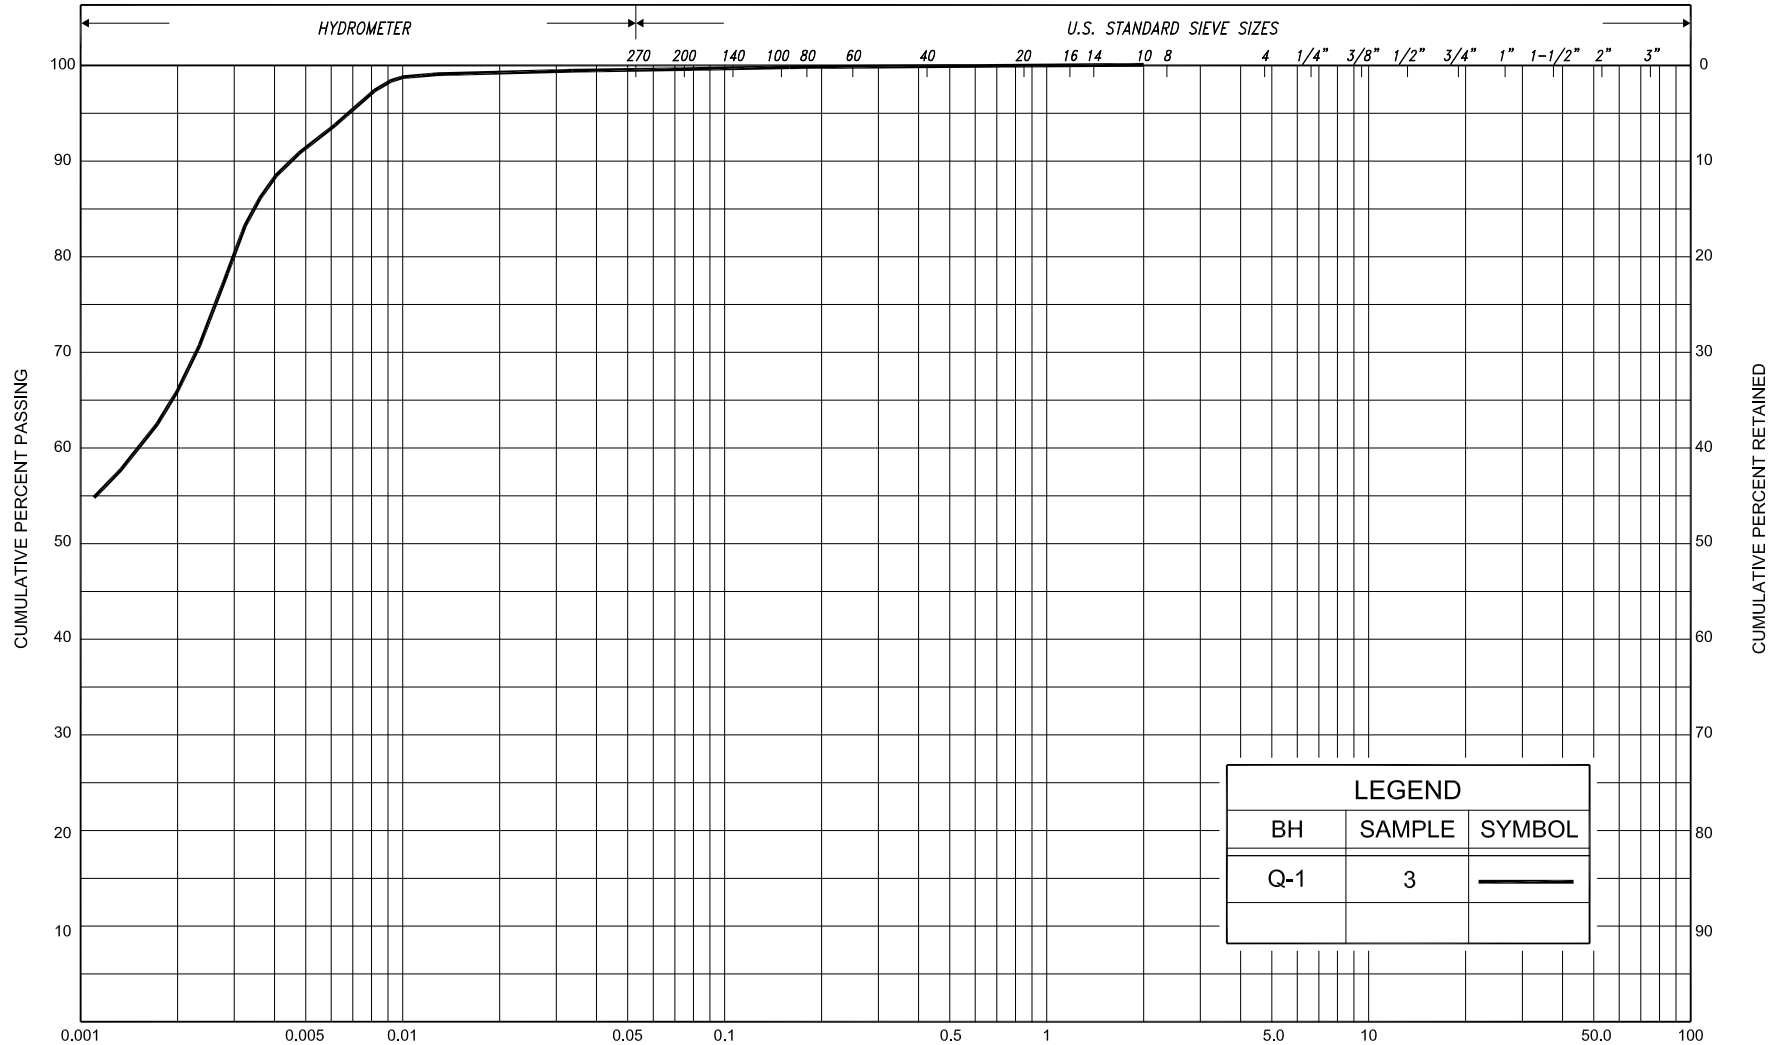 HYDROMETER
U.S. STANDARD SIEVE SIZES
270 200 140 100 80 60 40 20 16 14 10 8 4 1/4" 3/8" 1/2" 3/4" 1" 1-1/2" 2" 3"
100 0
90 10
80 20
70 30
60 40
50 50
40 60
30 70
20 80
10 90
CUMULATIVE PERCENT PASSING
CUMULATIVE PERCENT RETAINED
LEGEND
BH SAMPLE SYMBOL
Q-1 3
0.001 0.005 0.01 0.05 0.1 0.5 1 5.0 10 50.0 100